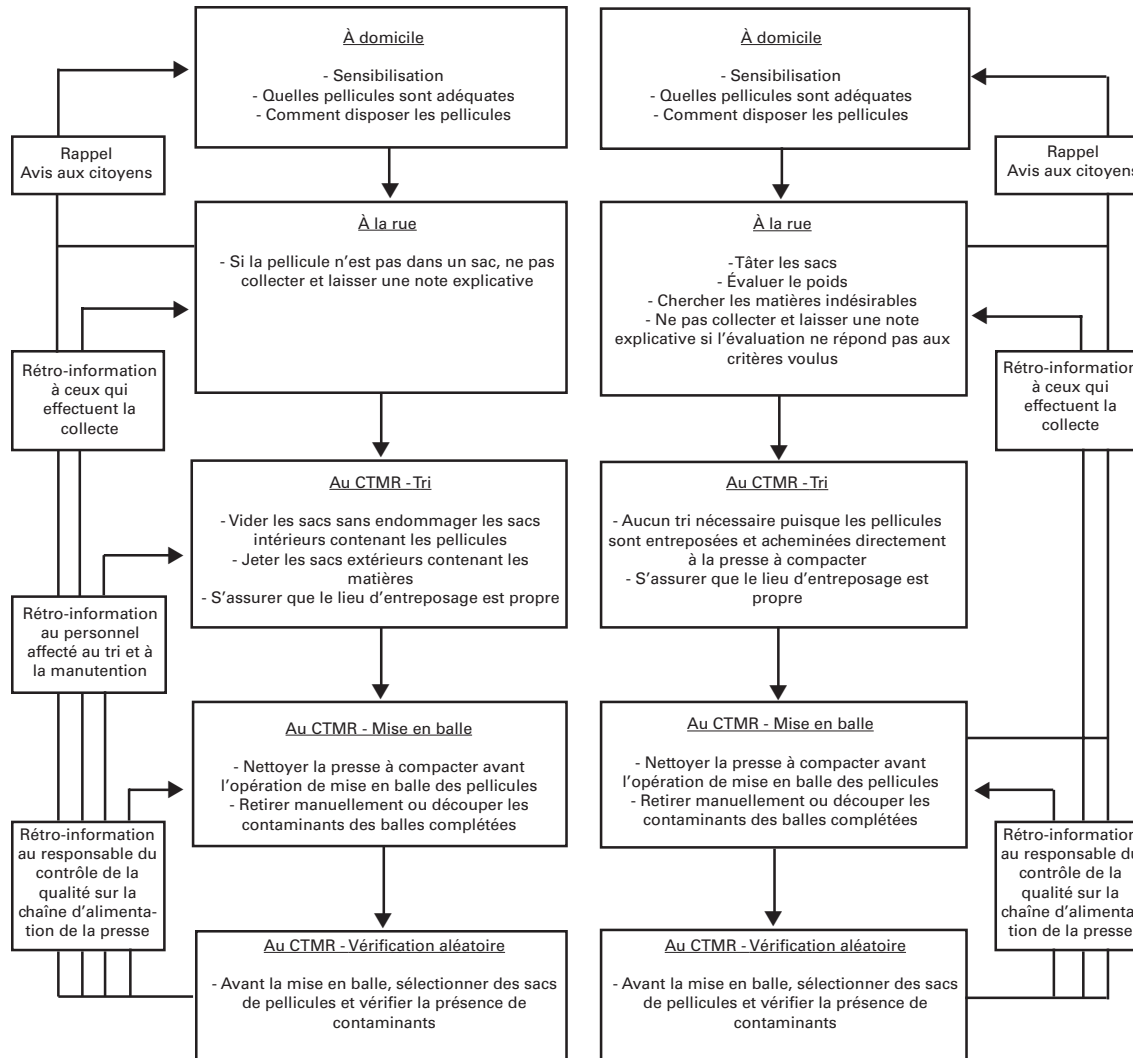 À domicile
- Sensibilisation
- Quelles pellicules sont adéquates
- Comment disposer les pellicules
Rappel
Avis aux citoyens
À la rue
- Si la pellicule n'est pas dans un sac, ne pas
collecter et laisser une note explicative
Rétro-information
à ceux qui
effectuent la
collecte
Au CTMR - Tri
- Vider les sacs sans endommager les sacs
intérieurs contenant les pellicules
- Jeter les sacs extérieurs contenant les
matières
- S'assurer que le lieu d'entreposage est propre
Rétro-information
au personnel
affecté au tri et à
la manutention
Au CTMR - Mise en balle
- Nettoyer la presse à compacter avant
l'opération de mise en balle des pellicules
- Retirer manuellement ou découper les
contaminants des balles complétées
Rétro-information
au responsable du
contrôle de la
qualité sur la
chaîne d'alimenta-
tion de la presse
Au CTMR - Vérification aléatoire
- Avant la mise en balle, sélectionner des sacs
de pellicules et vérifier la présence de
contaminants
À domicile
- Sensibilisation
- Quelles pellicules sont adéquates
- Comment disposer les pellicules
Rappel
Avis aux citoyens
À la rue
-Tâter les sacs
- Évaluer le poids
- Chercher les matières indésirables
- Ne pas collecter et laisser une note
explicative si l'évaluation ne répond pas aux
critères voulus
Rétro-information
à ceux qui
effectuent la
collecte
Au CTMR - Tri
- Aucun tri nécessaire puisque les pellicules
sont entreposées et acheminées directement
à la presse à compacter
- S'assurer que le lieu d'entreposage est
propre
Au CTMR - Mise en balle
- Nettoyer la presse à compacter avant
l'opération de mise en balle des pellicules
- Retirer manuellement ou découper les
contaminants des balles complétées
Rétro-information
au responsable du
contrôle de la
qualité sur la
chaîne d'alimenta-
tion de la presse
Au CTMR - Vérification aléatoire
- Avant la mise en balle, sélectionner des sacs
de pellicules et vérifier la présence de
contaminants